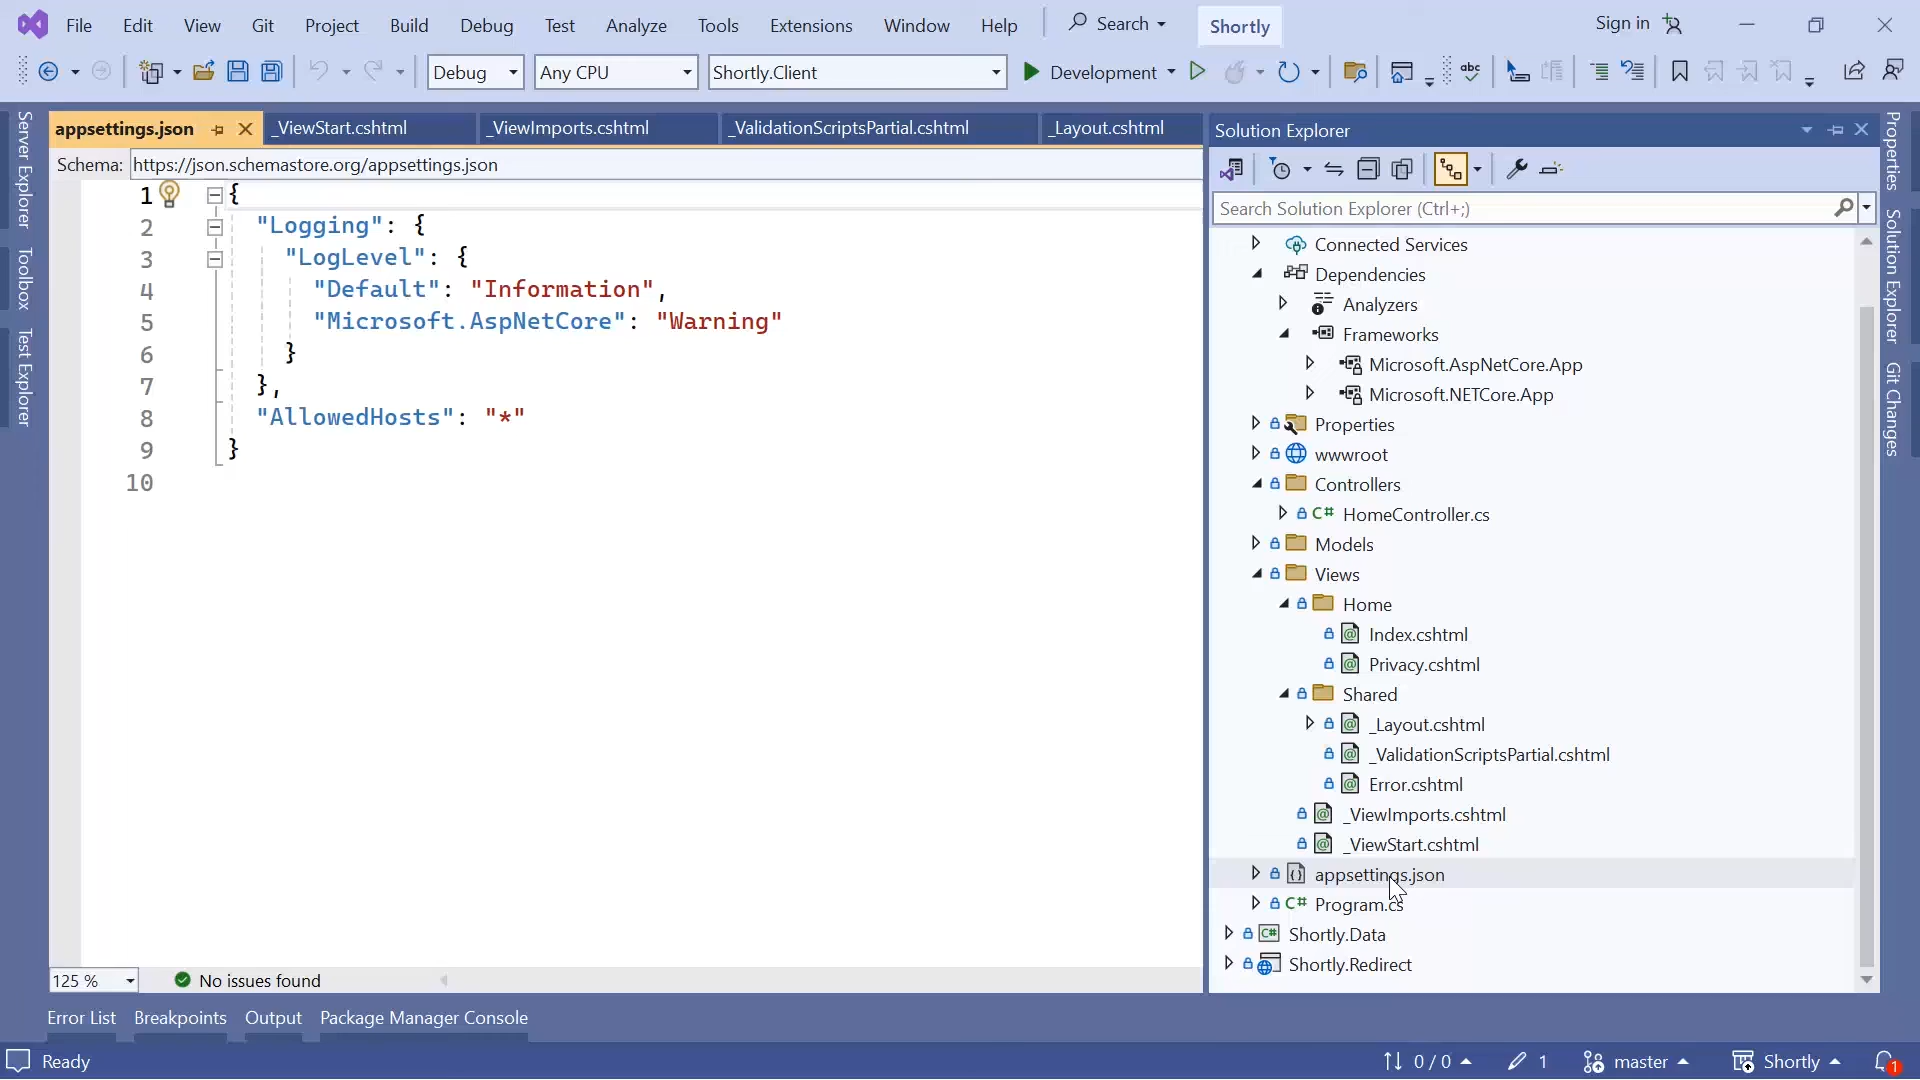 File Edit View Git Project Build Debug Test Analyze Tools Extensions Window Help Search Shortly Sign in
Debug Any CPU Shortly.Client Development abc
appsettings.json _ViewStart.cshtml _ViewImports.cshtml _ValidationScriptsPartial.cshtml _Layout.cshtml
Schema: https://json.schemastore.org/appsettings.json
1 {
2 "Logging": {
3 "LogLevel": {
4 "Default": "Information",
5 "Microsoft.AspNetCore": "Warning"
6 }
7 },
8 "AllowedHosts": "*"
9 }
10
125 % No issues found
Server Explorer
Toolbox
Test Explorer
Solution Explorer
Search Solution Explorer (Ctrl+;)
Connected Services
Dependencies
Analyzers
Frameworks
Microsoft.AspNetCore.App
Microsoft.NETCore.App
Properties
wwwroot
Controllers
C# HomeController.cs
Models
Views
Home
Index.cshtml
Privacy.cshtml
Shared
_Layout.cshtml
_ValidationScriptsPartial.cshtml
Error.cshtml
_ViewImports.cshtml
_ViewStart.cshtml
appsettings.json
C# Program.cs
C# Shortly.Data
Shortly.Redirect
Properties
Solution Explorer
Git Changes
Error List Breakpoints Output Package Manager Console
Ready 0 / 0 1 master Shortly 1